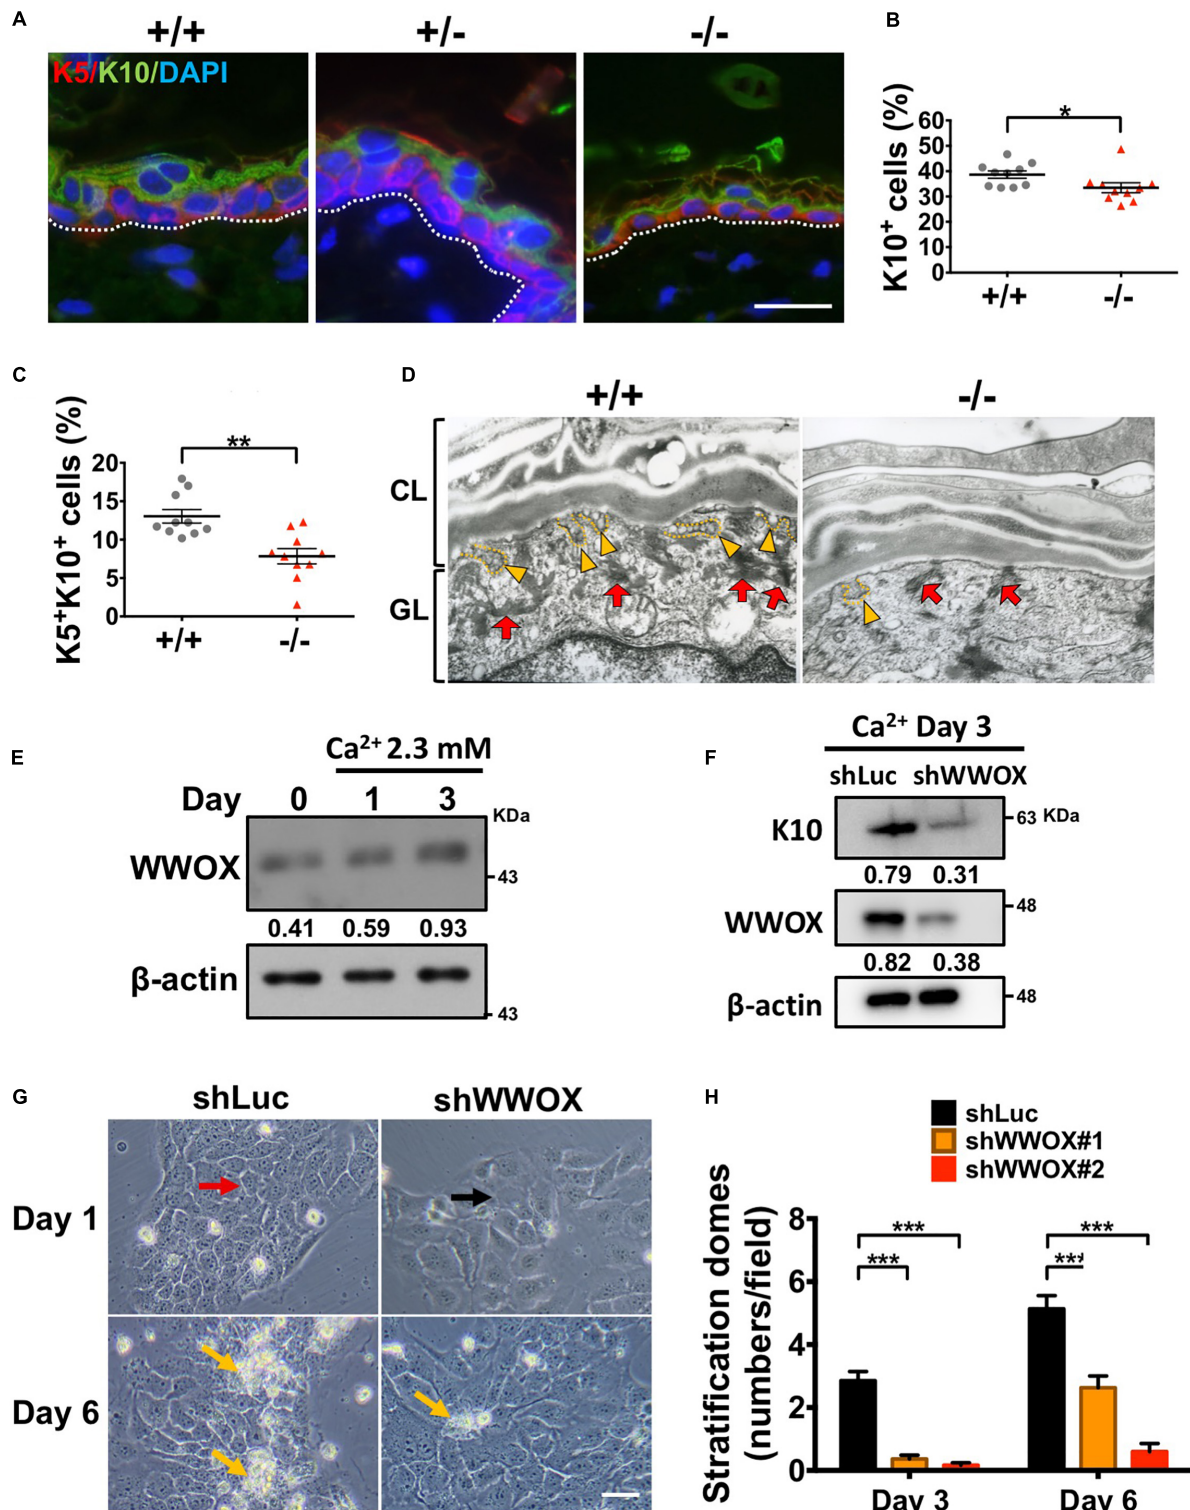 A
+/+
+/-
-/-
K5/K10/DAPI
B
K10+ cells (%)
60
50
40
30
20
10
0
*
+/+
-/-
C
K5+K10+ cells (%)
20
15
10
5
0
**
+/+
-/-
D
+/+
-/-
CL
GL
E
Ca2+ 2.3 mM
Day 0 1 3
KDa
WWOX
43
0.41 0.59 0.93
β-actin
43
F
Ca2+ Day 3
shLuc shWWOX
K10
63 KDa
0.79 0.31
WWOX
48
0.82 0.38
β-actin
48
G
shLuc
shWWOX
Day 1
Day 6
H
shLuc
shWWOX#1
shWWOX#2
Stratification domes
(numbers/field)
8
6
4
2
0
***
***
***
***
Day 3
Day 6